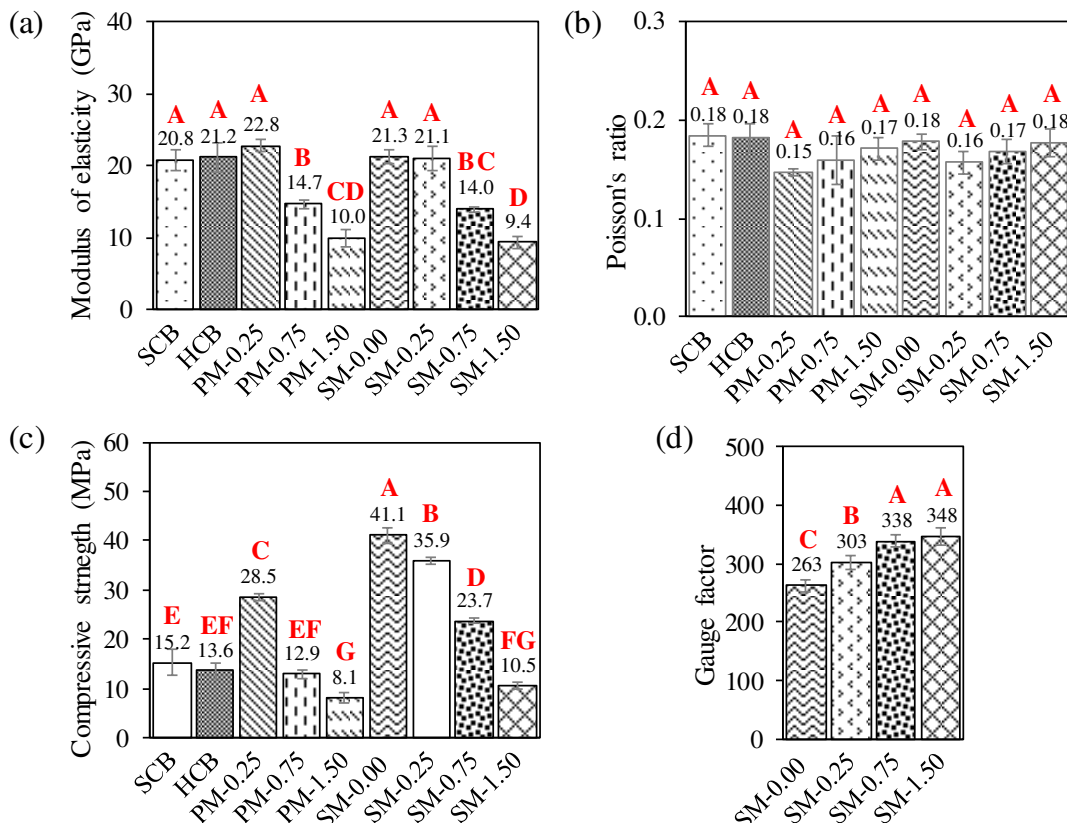 (a)
Modulus of elasticity (GPa)
40
30
20
10
0
A A A B CD A A BC D
20.8 21.2 22.8 14.7 10.0 21.3 21.1 14.0 9.4
SCB HCB PM-0.25 PM-0.75 PM-1.50 SM-0.00 SM-0.25 SM-0.75 SM-1.50
(b)
Poisson's ratio
0.3
0.2
0.1
0.0
A A A A A A A A A
0.18 0.18 0.15 0.16 0.17 0.18 0.16 0.17 0.18
SCB HCB PM-0.25 PM-0.75 PM-1.50 SM-0.00 SM-0.25 SM-0.75 SM-1.50
(c)
Compressive strnegth (MPa)
60
50
40
30
20
10
0
E EF C EF G A B D FG
15.2 13.6 28.5 12.9 8.1 41.1 35.9 23.7 10.5
SCB HCB PM-0.25 PM-0.75 PM-1.50 SM-0.00 SM-0.25 SM-0.75 SM-1.50
(d)
Gauge factor
500
400
300
200
100
0
C B A A
263 303 338 348
SM-0.00 SM-0.25 SM-0.75 SM-1.50